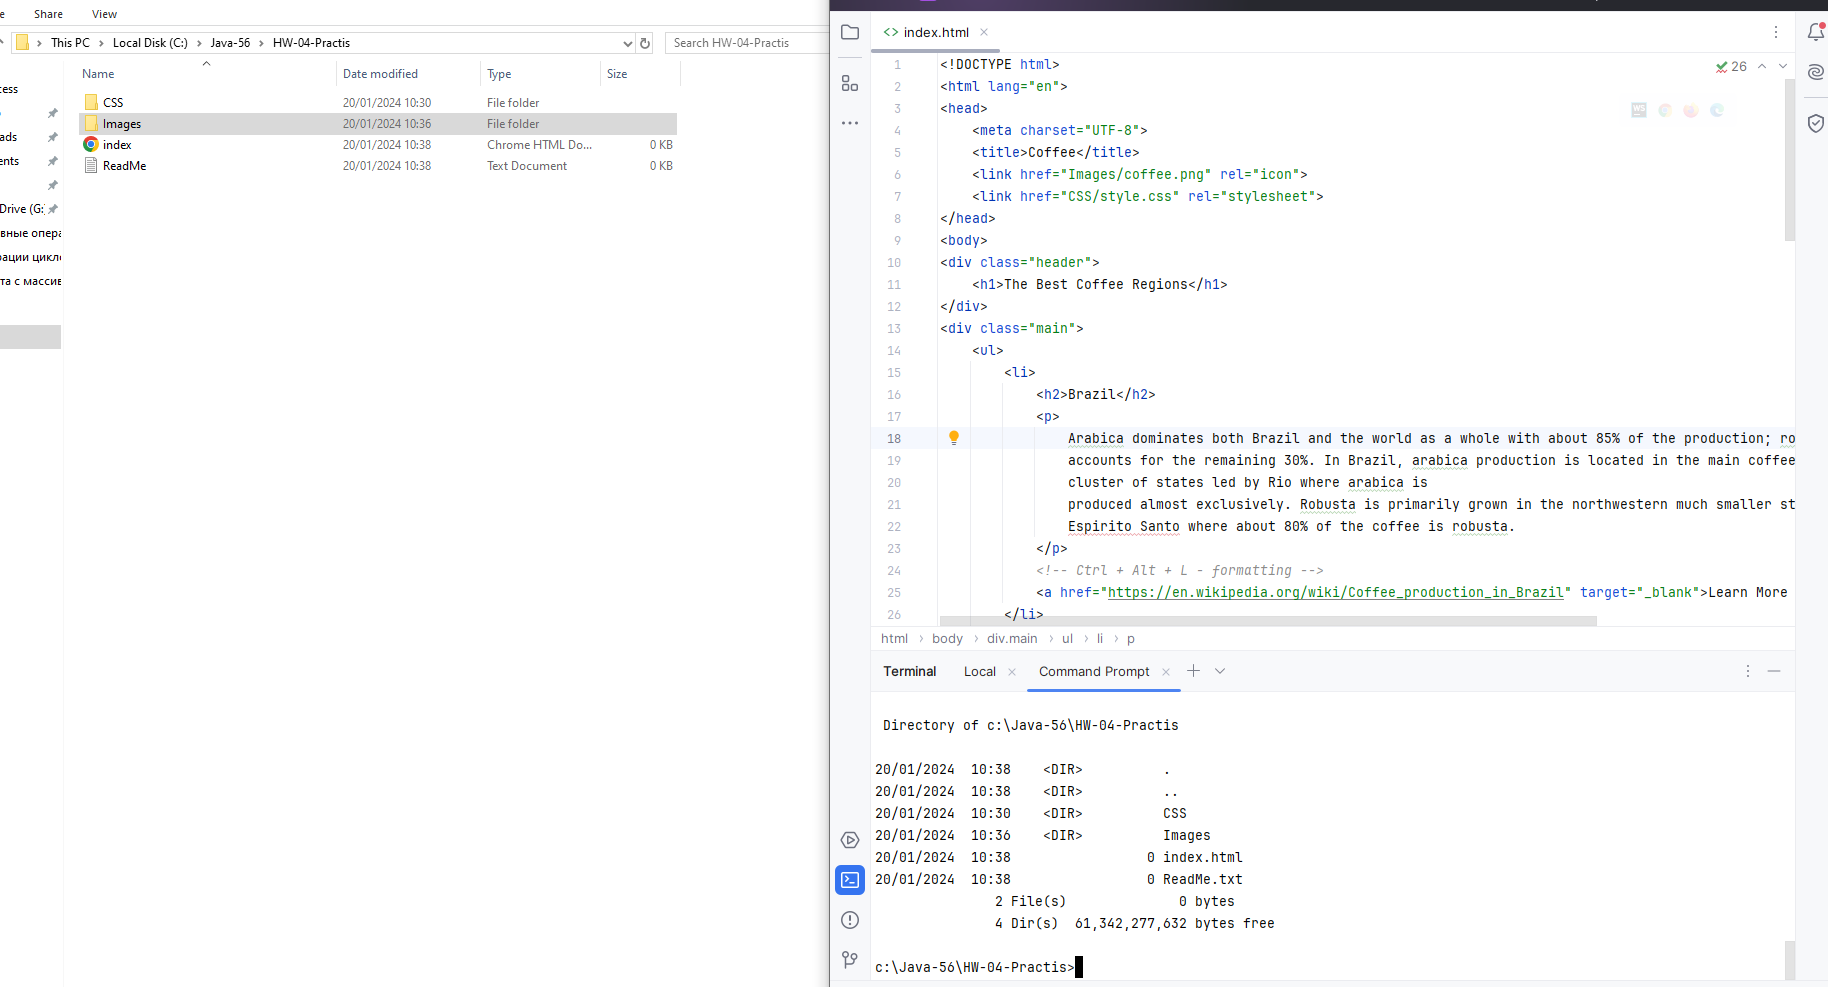 e Share View
This PC › Local Disk (C:) › Java-56 › HW-04-Practis
Search HW-04-Practis
Name Date modified Type Size
CSS 20/01/2024 10:30 File folder
Images 20/01/2024 10:36 File folder
index 20/01/2024 10:38 Chrome HTML Do... 0 KB
ReadMe 20/01/2024 10:38 Text Document 0 KB
cess
ads
ents
Drive (G:
вные опера
рации цикло
та с массив
index.html
26
1 <!DOCTYPE html>
2 <html lang="en">
3 <head>
4 <meta charset="UTF-8">
5 <title>Coffee</title>
6 <link href="Images/coffee.png" rel="icon">
7 <link href="CSS/style.css" rel="stylesheet">
8 </head>
9 <body>
10 <div class="header">
11 <h1>The Best Coffee Regions</h1>
12 </div>
13 <div class="main">
14 <ul>
15 <li>
16 <h2>Brazil</h2>
17 <p>
18 Arabica dominates both Brazil and the world as a whole with about 85% of the production; ro
19 accounts for the remaining 30%. In Brazil, arabica production is located in the main coffee
20 cluster of states led by Rio where arabica is
21 produced almost exclusively. Robusta is primarily grown in the northwestern much smaller st
22 Espirito Santo where about 80% of the coffee is robusta.
23 </p>
24 <!-- Ctrl + Alt + L - formatting -->
25 <a href="https://en.wikipedia.org/wiki/Coffee_production_in_Brazil" target="_blank">Learn More
26 </li>
html › body › div.main › ul › li › p
Terminal Local Command Prompt
Directory of c:\Java-56\HW-04-Practis
20/01/2024 10:38 <DIR> .
20/01/2024 10:38 <DIR> ..
20/01/2024 10:30 <DIR> CSS
20/01/2024 10:36 <DIR> Images
20/01/2024 10:38 0 index.html
20/01/2024 10:38 0 ReadMe.txt
2 File(s) 0 bytes
4 Dir(s) 61,342,277,632 bytes free
c:\Java-56\HW-04-Practis>